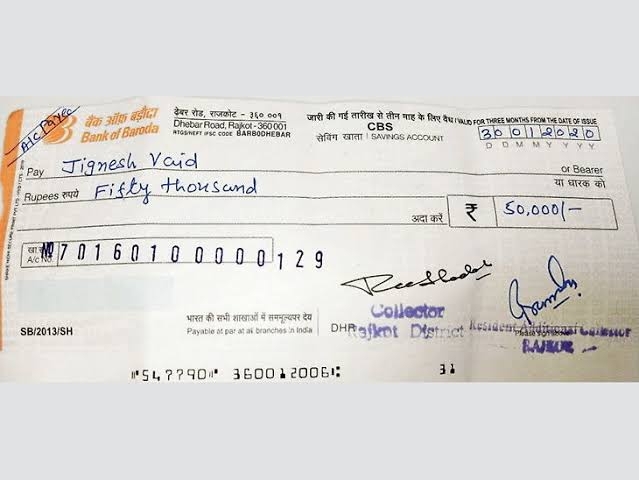 A/C Payee
बैंक ऑफ़ बड़ौदा
Bank of Baroda
ढेबर रोड, राजकोट - ३६० ००१
Dhebar Road, Rajkot - 360 001
RTGS/NEFT IFSC CODE BARB0DHEBAR
जारी की गई तारीख से तीन माह के लिए वैध / VALID FOR THREE MONTHS FROM THE DATE OF ISSUE
CBS
सेविंग खाता / SAVINGS ACCOUNT
30012020
D D M M Y Y Y Y
Pay Jignesh Vaid or Bearer
या धारक को
Rupees रुपये Fifty thousand
अदा करें ₹ 50,000/-
खा.
A/c No. 70160100000129
भारत की सभी शाखाओं में सममूल्यपर देय
Payable at par at all branches in India
SB/2013/SH
DHR
Collector
Rajkot District
Resident Additional Collector
RAJKOT
547790 360012006 31